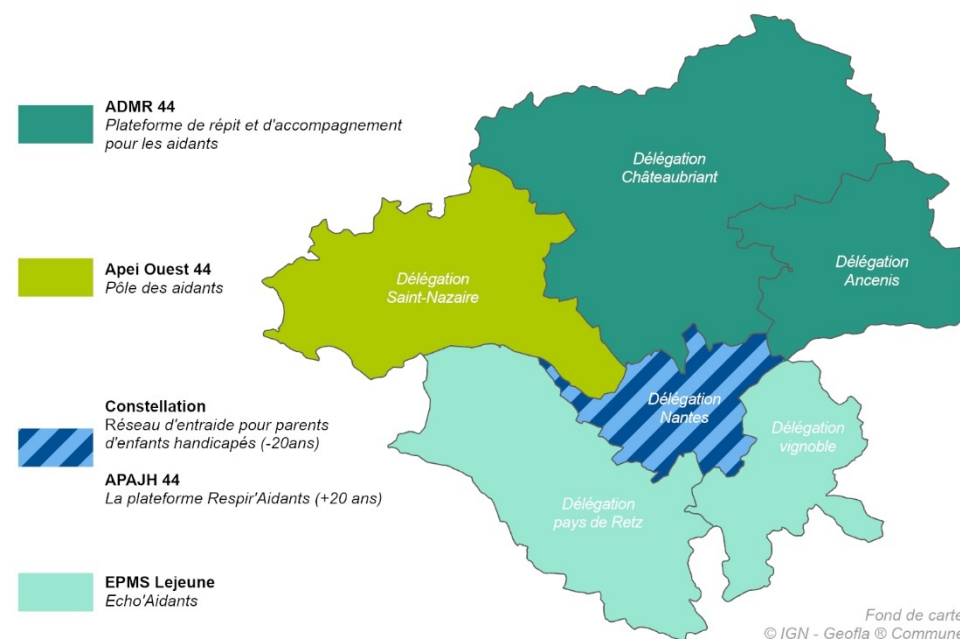 ADMR 44
Plateforme de répit et d'accompagnement
pour les aidants
Apei Ouest 44
Pôle des aidants
Constellation
Réseau d'entraide pour parents
d'enfants handicapés (-20ans)
APAJH 44
La plateforme Respir'Aidants (+20 ans)
EPMS Lejeune
Echo'Aidants
Délégation
Châteaubriant
Délégation
Ancenis
Délégation
Saint-Nazaire
Délégation
Nantes
Délégation
vignoble
Délégation
pays de Retz
Fond de carte
© IGN - Geofla ® Commune